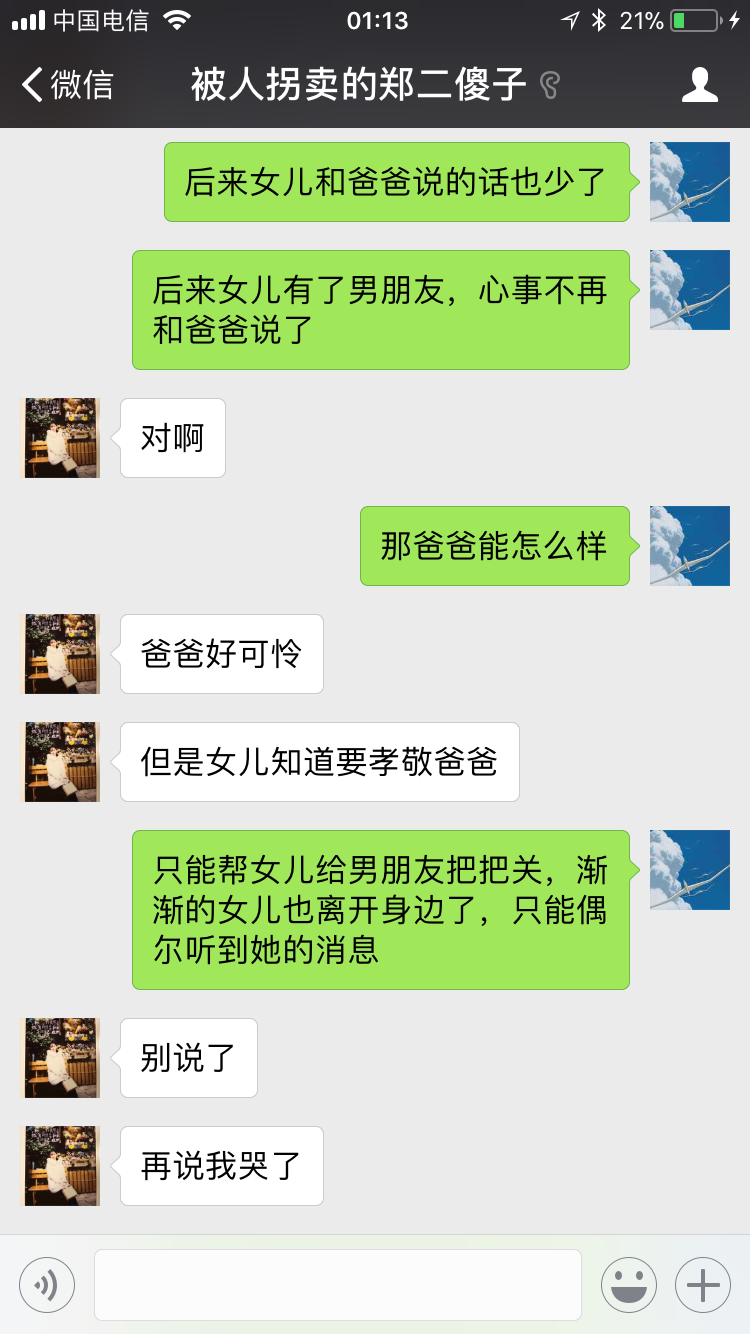 中国电信 01:13 21%
微信 被人拐卖的郑二傻子
后来女儿和爸爸说的话也少了
后来女儿有了男朋友，心事不再
和爸爸说了
对啊
那爸爸能怎么样
爸爸好可怜
但是女儿知道要孝敬爸爸
只能帮女儿给男朋友把把关，渐
渐的女儿也离开身边了，只能偶
尔听到她的消息
别说了
再说我哭了